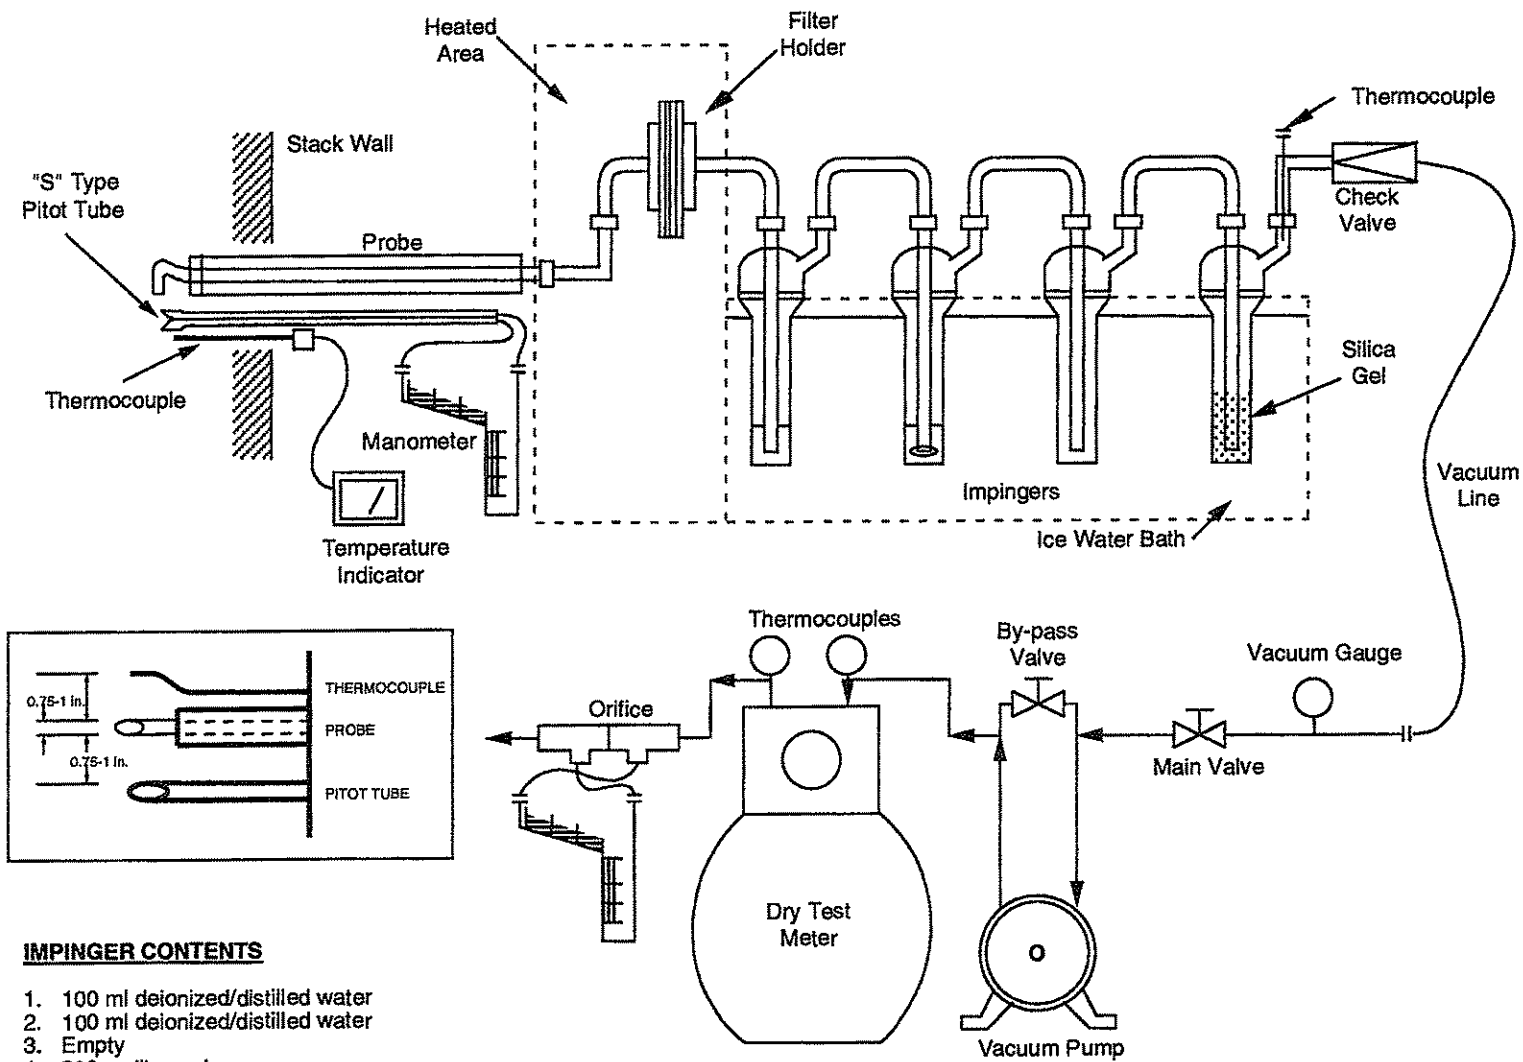 Heated
Area
Filter
Holder
Thermocouple
Stack Wall
"S" Type
Pitot Tube
Probe
Check
Valve
Thermocouple
Manometer
Silica
Gel
Impingers
Vacuum
Line
Ice Water Bath
Temperature
Indicator
Thermocouples
By-pass
Valve
Vacuum Gauge
Main Valve
Orifice
THERMOCOUPLE
0.75-1 in.
PROBE
0.75-1 in.
PITOT TUBE
Dry Test
Meter
O
Vacuum Pump
IMPINGER CONTENTS
1. 100 ml deionized/distilled water
2. 100 ml deionized/distilled water
3. Empty